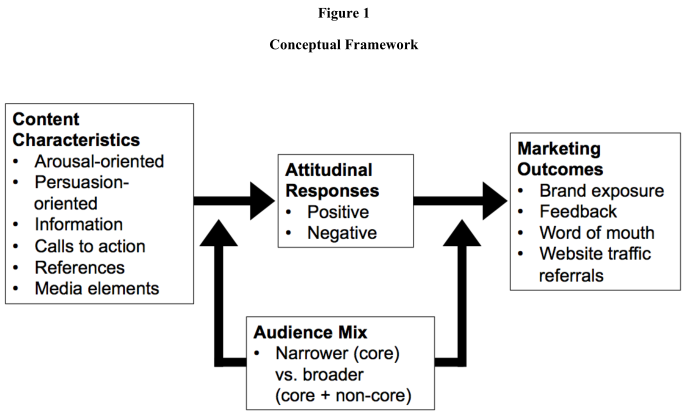 Figure 1
Conceptual Framework
Content
Characteristics
• Arousal-oriented
• Persuasion-
oriented
• Information
• Calls to action
• References
• Media elements
Attitudinal
Responses
• Positive
• Negative
Marketing
Outcomes
• Brand exposure
• Feedback
• Word of mouth
• Website traffic
referrals
Audience Mix
• Narrower (core)
vs. broader
(core + non-core)